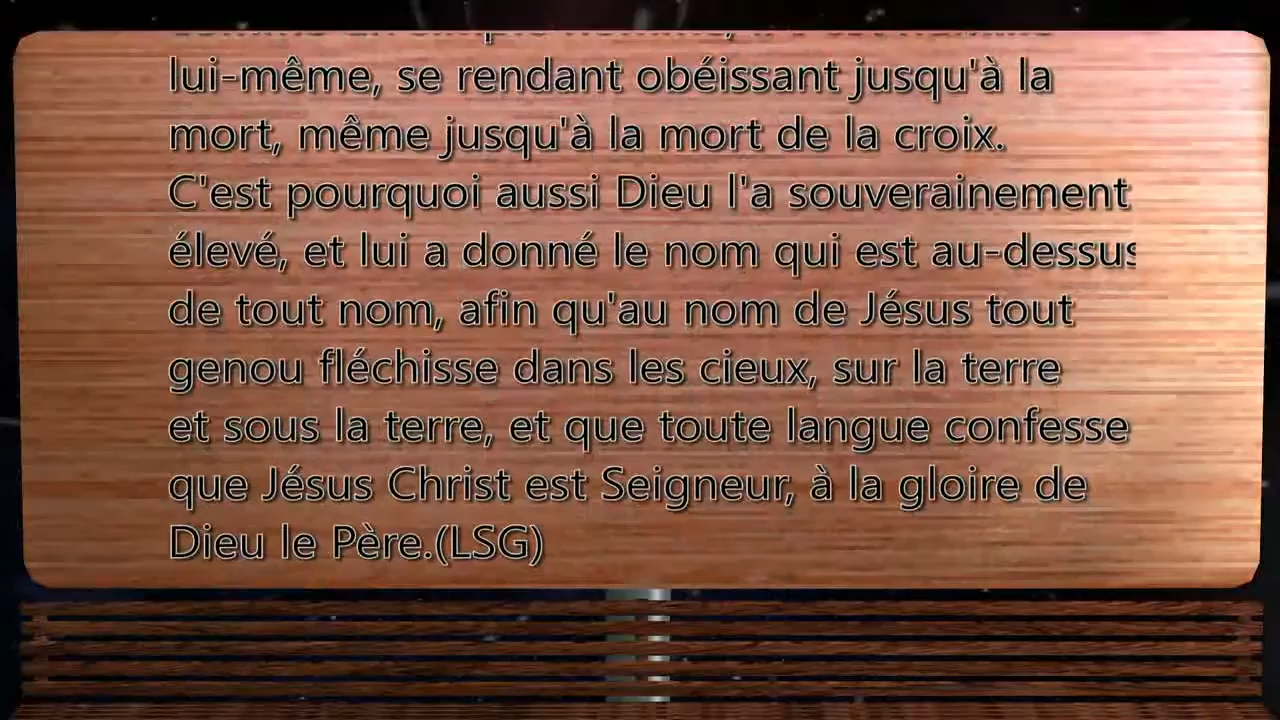 lui-même, se rendant obéissant jusqu'à la
mort, même jusqu'à la mort de la croix.
C'est pourquoi aussi Dieu l'a souverainement
élevé, et lui a donné le nom qui est au-dessus
de tout nom, afin qu'au nom de Jésus tout
genou fléchisse dans les cieux, sur la terre
et sous la terre, et que toute langue confesse
que Jésus Christ est Seigneur, à la gloire de
Dieu le Père.(LSG)